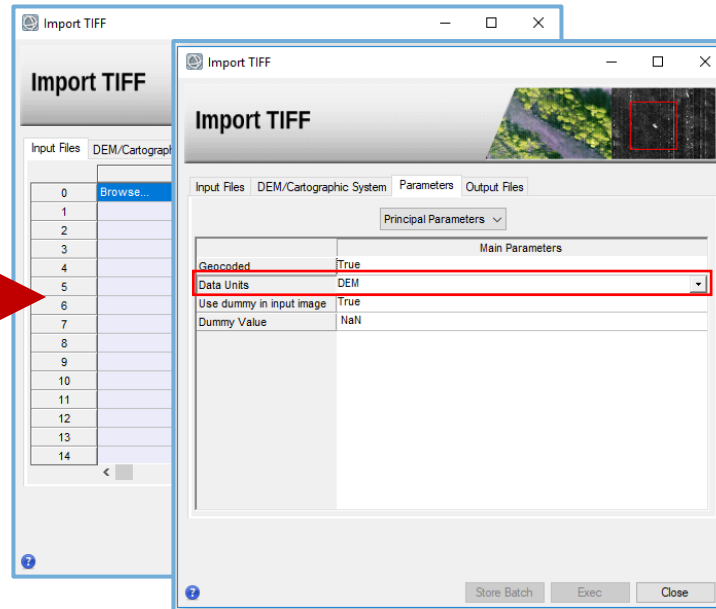 Import TIFF
Import TIFF
Input Files DEM/Cartograph
0 Browse...
1
2
3
4
5
6
7
8
9
10
11
12
13
14
<
?
Import TIFF
Import TIFF
Input Files DEM/Cartographic System Parameters Output Files
Principal Parameters
Main Parameters
Geocoded True
Data Units DEM
Use dummy in input image True
Dummy Value NaN
? Store Batch Exec Close